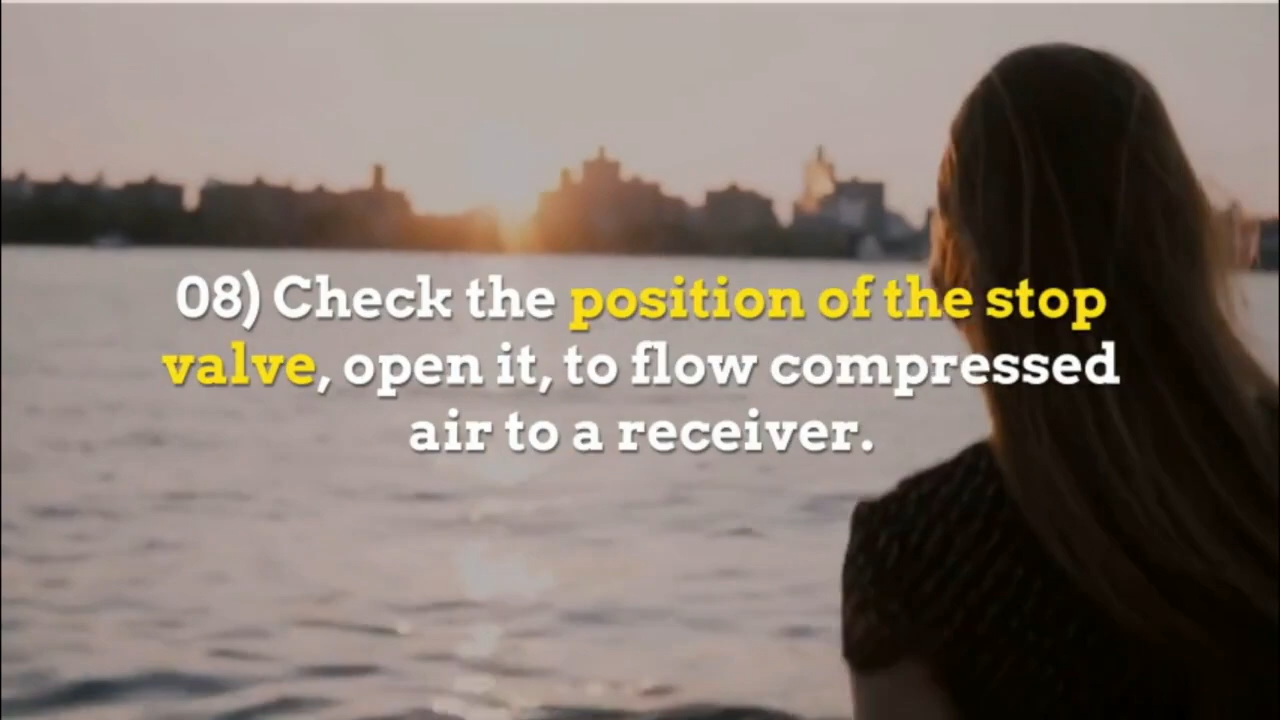 08) Check the position of the stop
valve, open it, to flow compressed
air to a receiver.